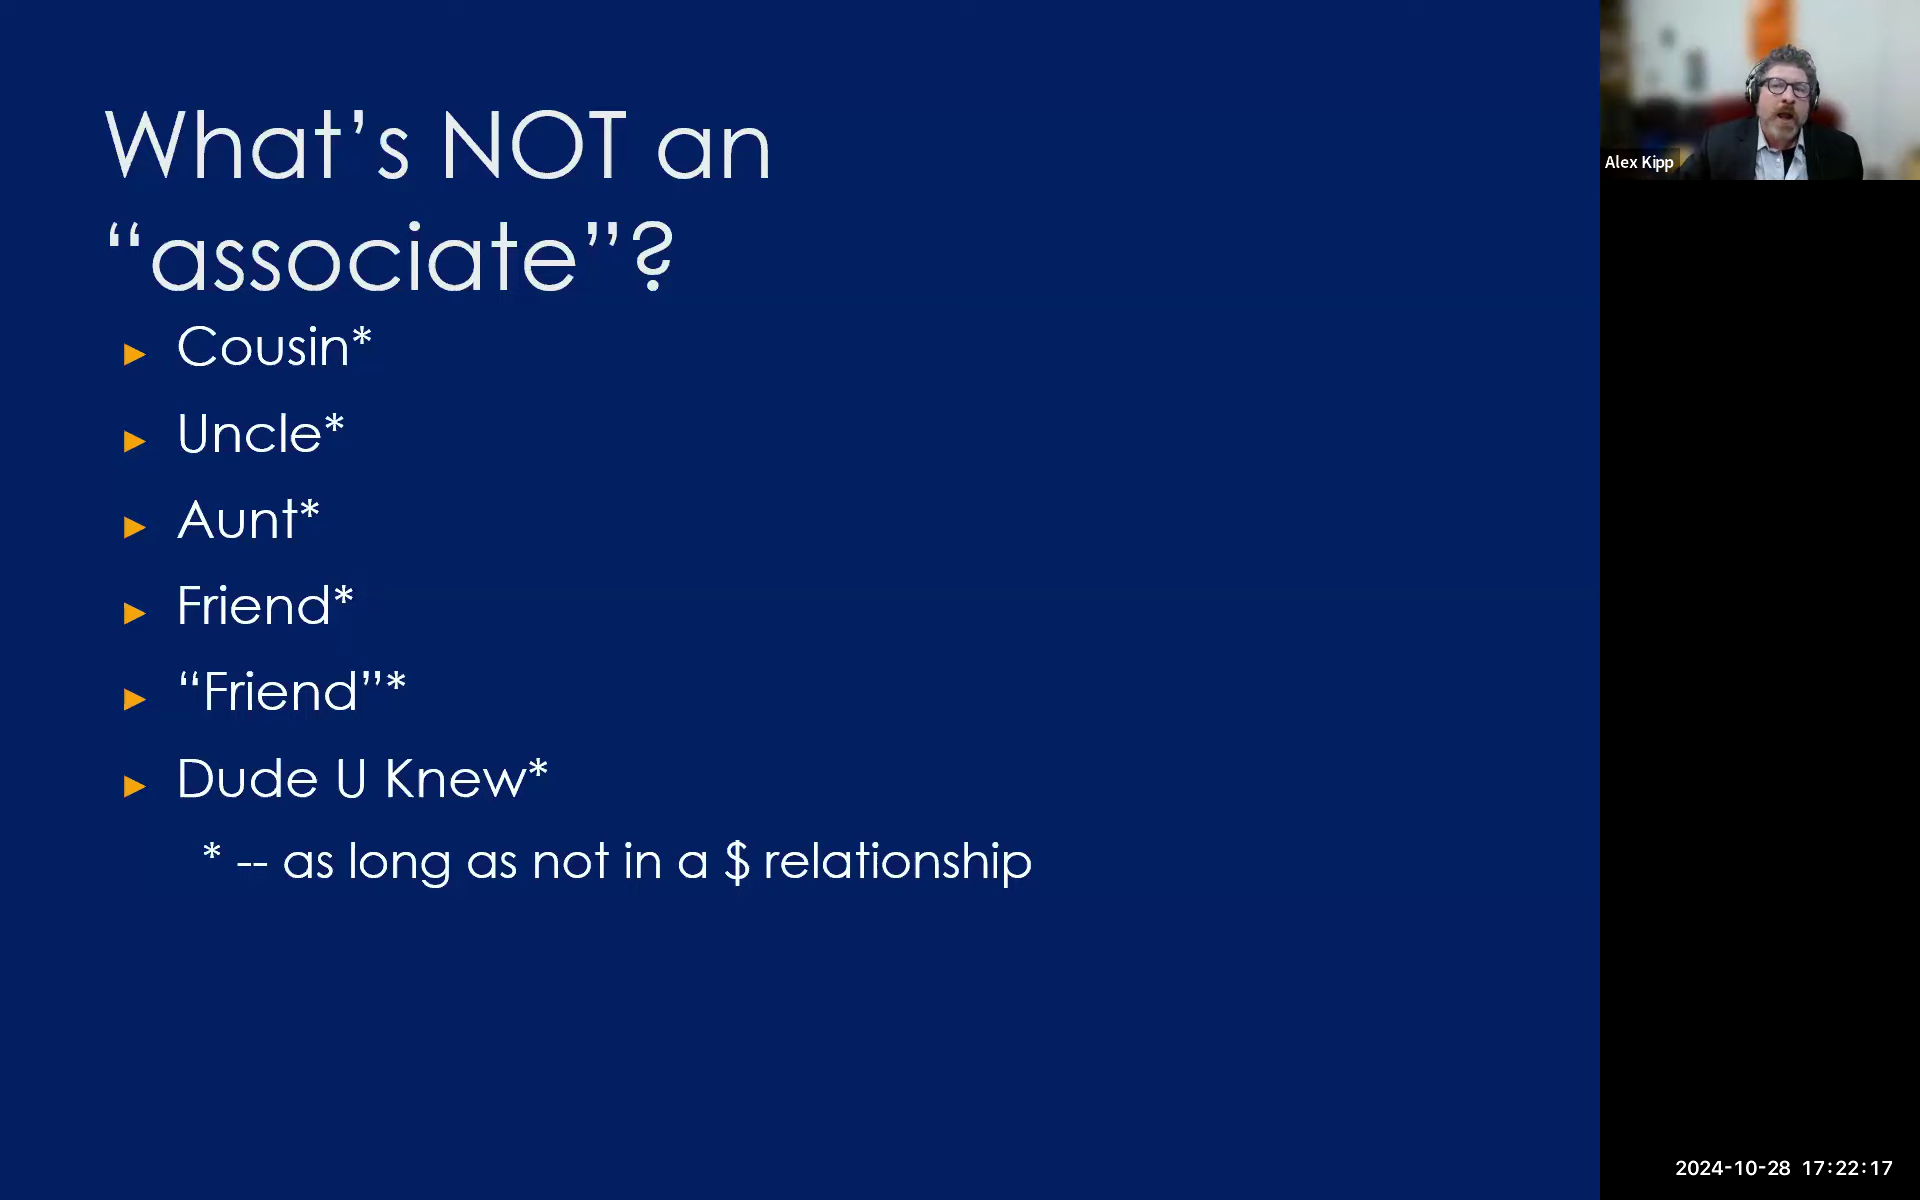 What’s NOT an
“associate”?
► Cousin*
► Uncle*
► Aunt*
► Friend*
► “Friend”*
► Dude U Knew*
* -- as long as not in a $ relationship
Alex Kipp
2024-10-28 17:22:17